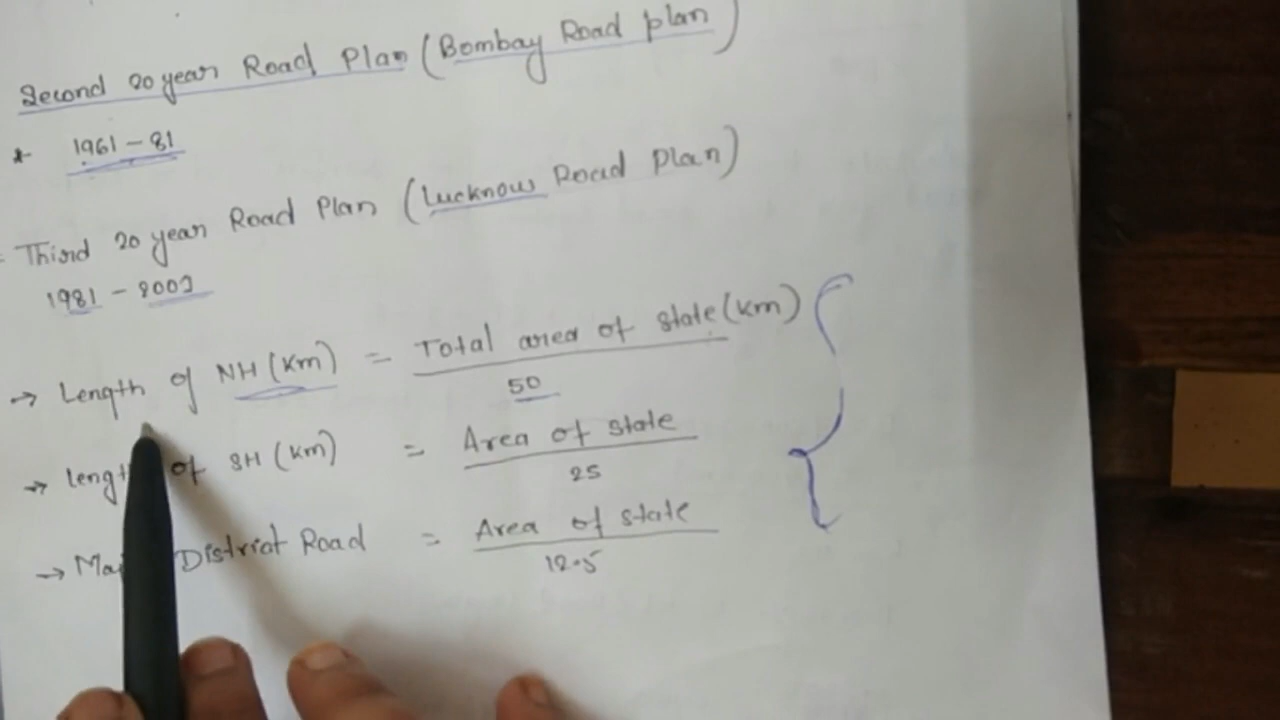 Second 20 year Road Plan (Bombay Road plan)
* 1961 - 81
Third 20 year Road Plan (Lucknow Road Plan)
1981 - 2001
→ Length of NH (km) = Total area of state (km)
50
→ length of SH (km) = Area of state
25
→ District Road = Area of state
12.5